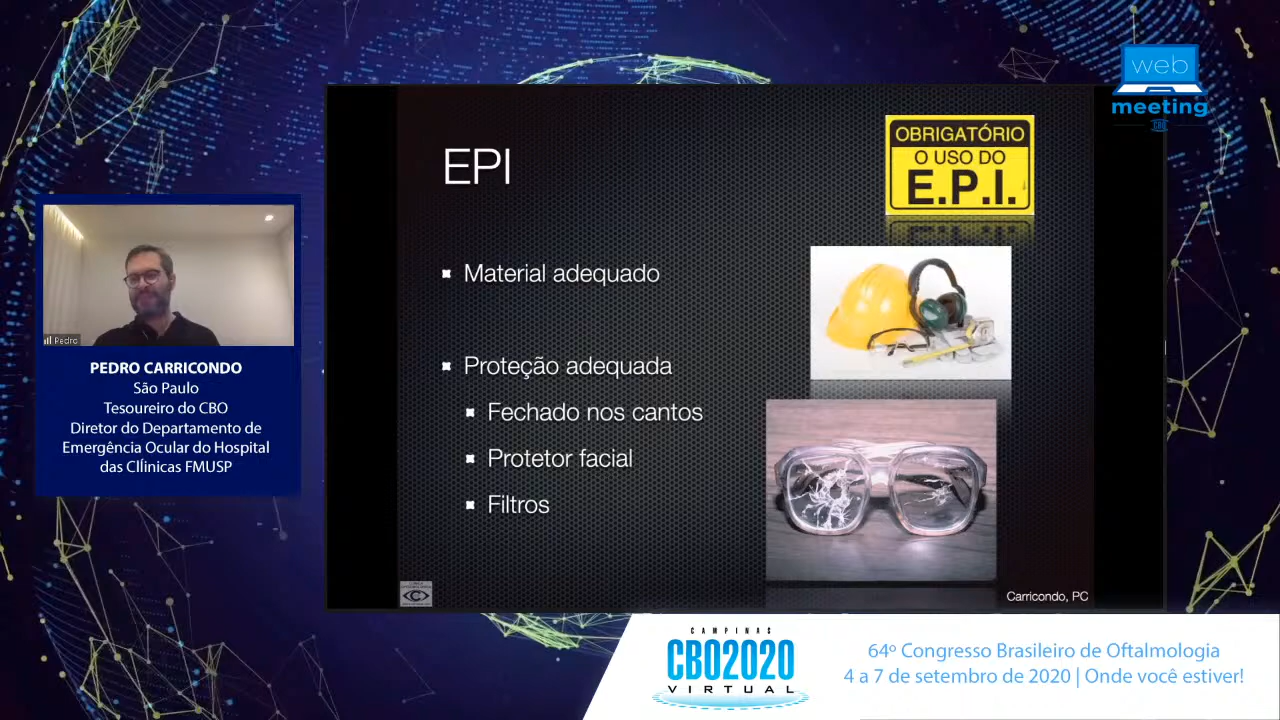 web
meeting
EPI
OBRIGATÓRIO
O USO DO
E.P.I.
Material adequado
Proteção adequada
Fechado nos cantos
Protetor facial
Filtros
Carricondo, PC
Pedro
PEDRO CARRICONDO
São Paulo
Tesoureiro do CBO
Diretor do Departamento de
Emergência Ocular do Hospital
das ClÍinicas FMUSP
CAMPINAS
CBO2020
VIRTUAL
64º Congresso Brasileiro de Oftalmologia
4 a 7 de setembro de 2020 | Onde você estiver!